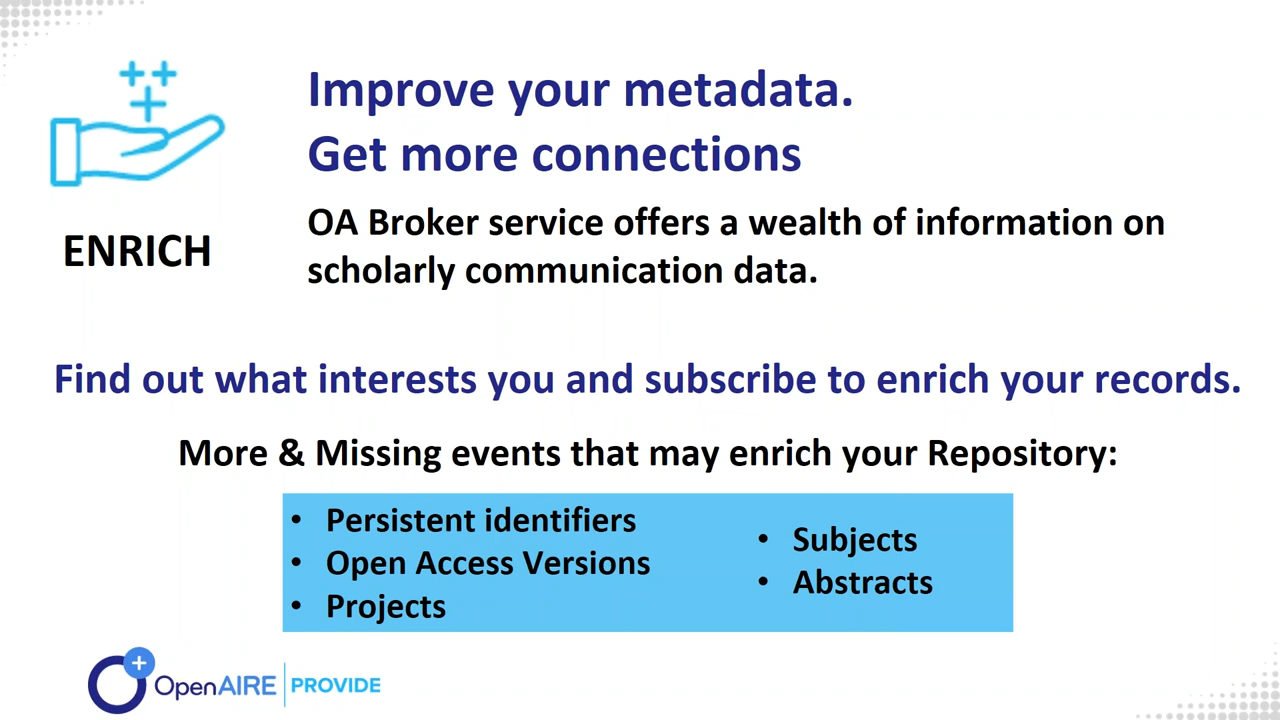 Improve your metadata.
Get more connections
ENRICH
OA Broker service offers a wealth of information on
scholarly communication data.
Find out what interests you and subscribe to enrich your records.
More & Missing events that may enrich your Repository:
• Persistent identifiers
• Open Access Versions
• Projects
• Subjects
• Abstracts
OpenAIRE PROVIDE